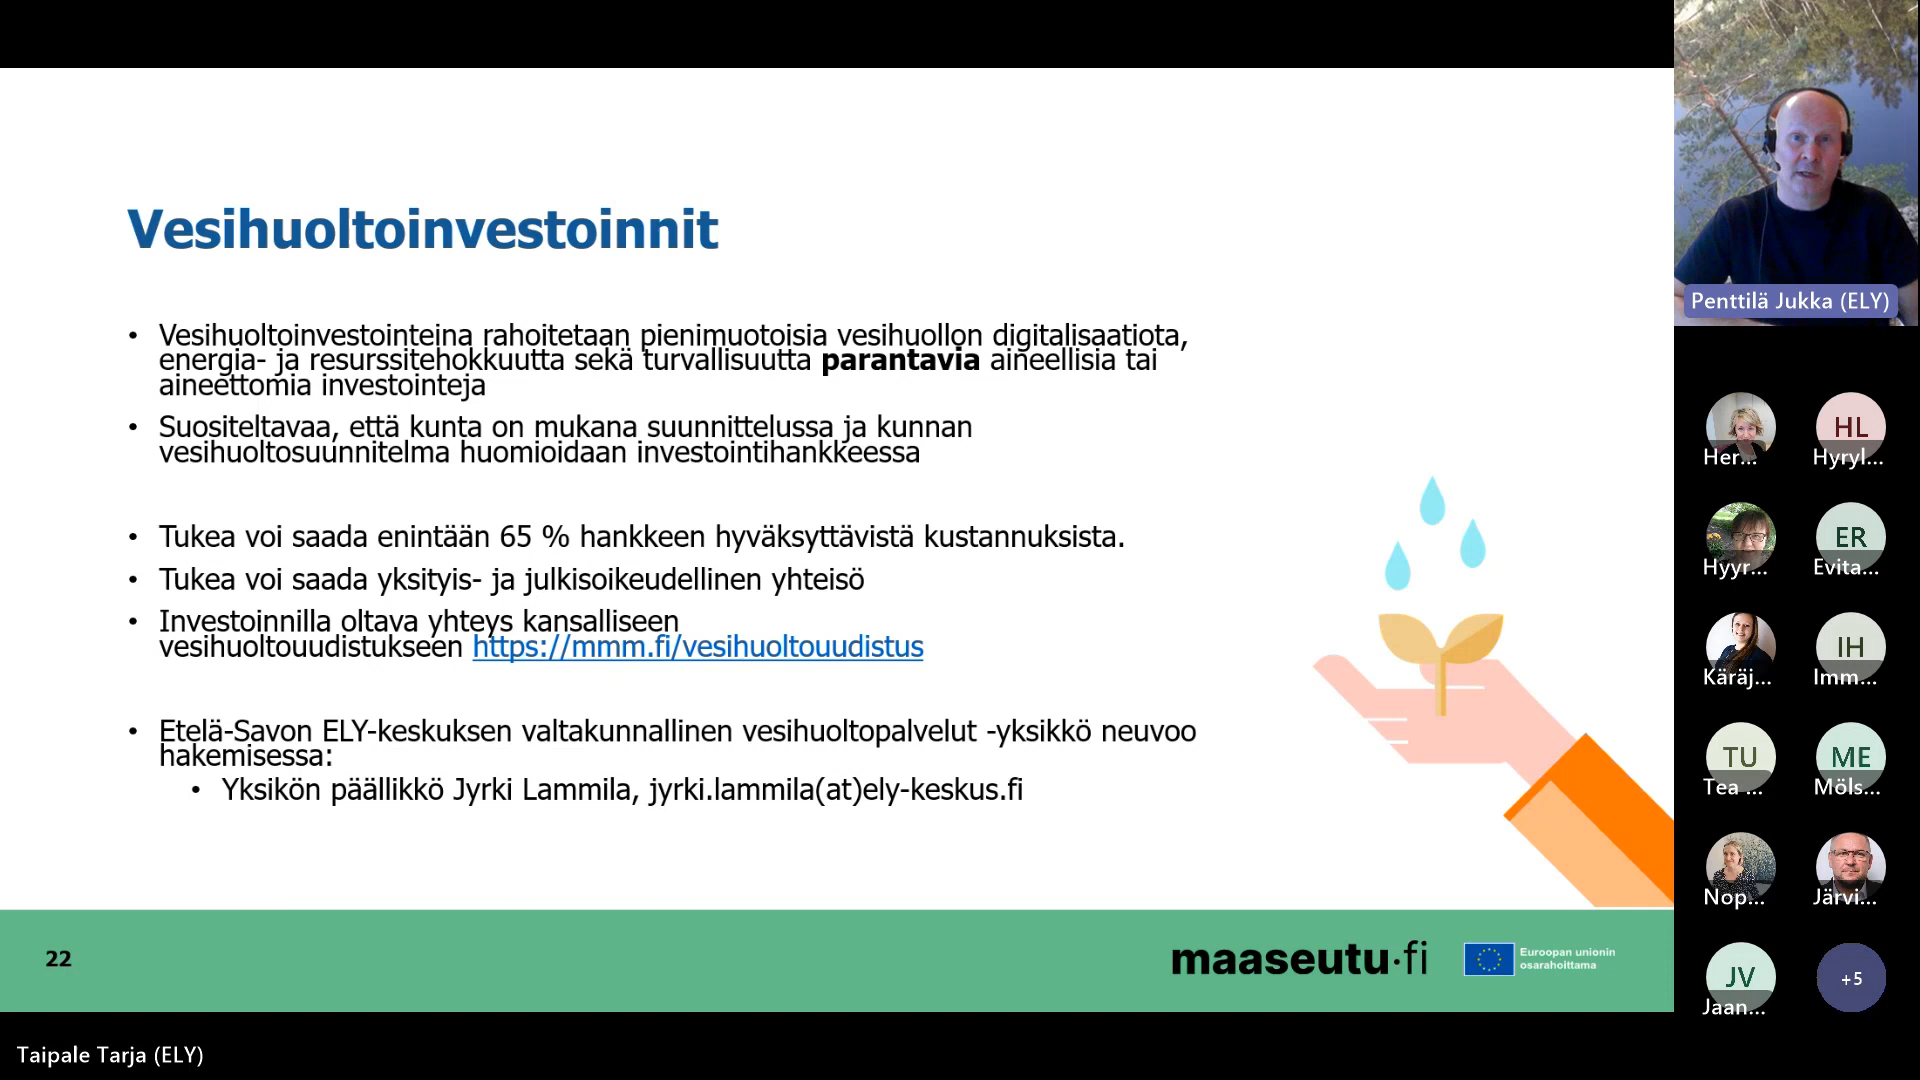 Vesihuoltoinvestoinnit
• Vesihuoltoinvestointeina rahoitetaan pienimuotoisia vesihuollon digitalisaatiota,
energia- ja resurssitehokkuutta sekä turvallisuutta parantavia aineellisia tai
aineettomia investointeja
• Suositeltavaa, että kunta on mukana suunnittelussa ja kunnan
vesihuoltosuunnitelma huomioidaan investointihankkeessa
• Tukea voi saada enintään 65 % hankkeen hyväksyttävistä kustannuksista.
• Tukea voi saada yksityis- ja julkisoikeudellinen yhteisö
• Investoinnilla oltava yhteys kansalliseen
vesihuoltouudistukseen https://mmm.fi/vesihuoltouudistus
• Etelä-Savon ELY-keskuksen valtakunnallinen vesihuoltopalvelut -yksikkö neuvoo
hakemisessa:
• Yksikön päällikkö Jyrki Lammila, jyrki.lammila(at)ely-keskus.fi
22
maaseutu.fi
Euroopan unionin
osarahoittama
Taipale Tarja (ELY)
Penttilä Jukka (ELY)
HL
Her...
Hyryl...
ER
Hyyr...
Evita...
IH
Käräj...
Imm...
TU
ME
Tea ...
Möls...
Nop...
Järvi...
JV
+5
Jaan...